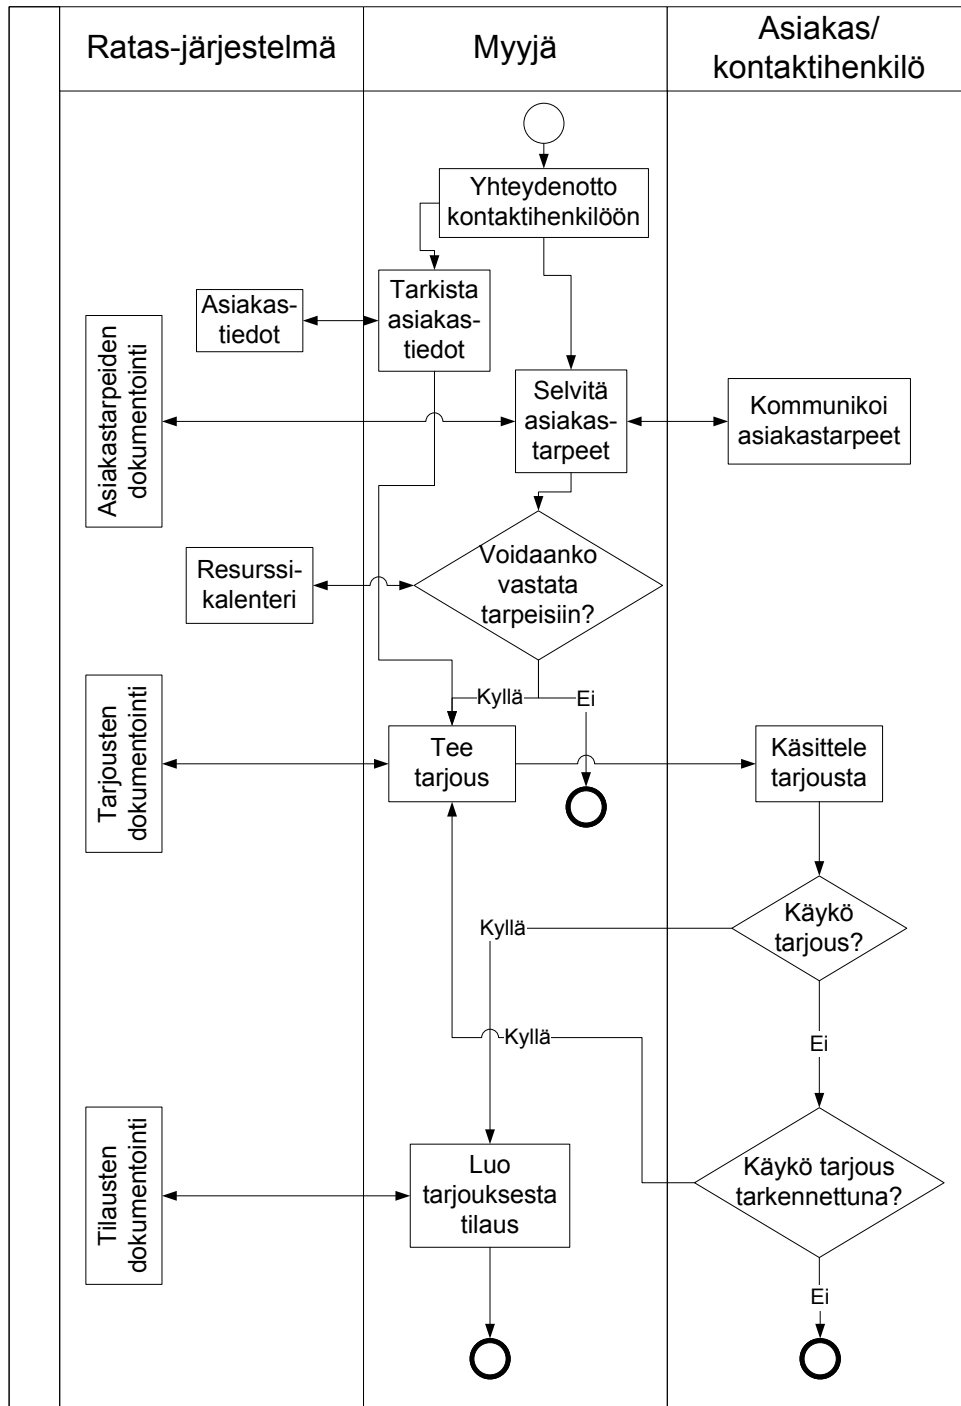 Ratas-järjestelmä
Myyjä
Asiakas/
kontaktihenkilö
Yhteydenotto
kontaktihenkilöön
Asiakas-
tiedot
Tarkista
asiakas-
tiedot
Asiakastarpeiden
dokumentointi
Selvitä
asiakas-
tarpeet
Kommunikoi
asiakastarpeet
Resurssi-
kalenteri
Voidaanko
vastata
tarpeisiin?
Kyllä
Ei
Tarjousten
dokumentointi
Tee
tarjous
Käsittele
tarjousta
Käykö
tarjous?
Kyllä
Kyllä
Ei
Tilausten
dokumentointi
Luo
tarjouksesta
tilaus
Käykö tarjous
tarkennettuna?
Ei